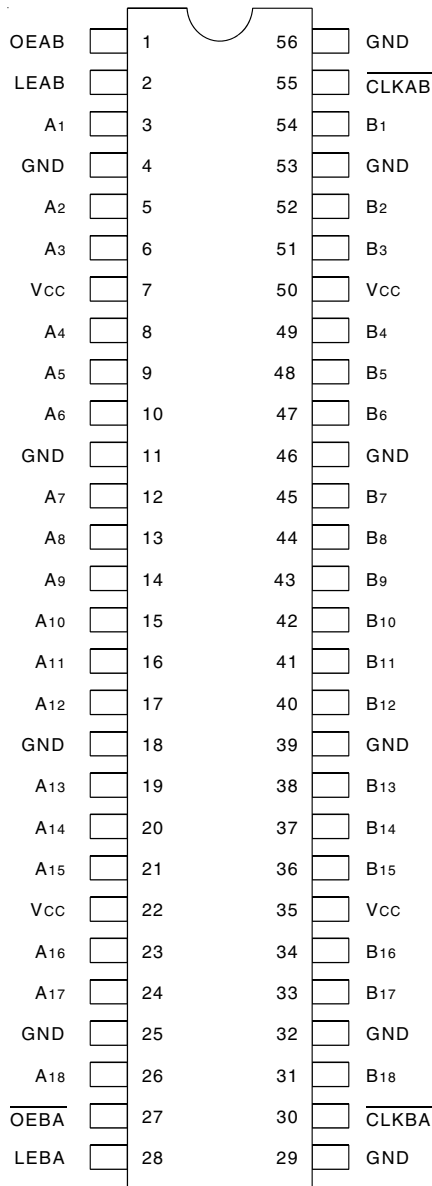 OEAB 1 56 GND
LEAB 2 55 CLKAB
A1 3 54 B1
GND 4 53 GND
A2 5 52 B2
A3 6 51 B3
VCC 7 50 VCC
A4 8 49 B4
A5 9 48 B5
A6 10 47 B6
GND 11 46 GND
A7 12 45 B7
A8 13 44 B8
A9 14 43 B9
A10 15 42 B10
A11 16 41 B11
A12 17 40 B12
GND 18 39 GND
A13 19 38 B13
A14 20 37 B14
A15 21 36 B15
VCC 22 35 VCC
A16 23 34 B16
A17 24 33 B17
GND 25 32 GND
A18 26 31 B18
OEBA 27 30 CLKBA
LEBA 28 29 GND